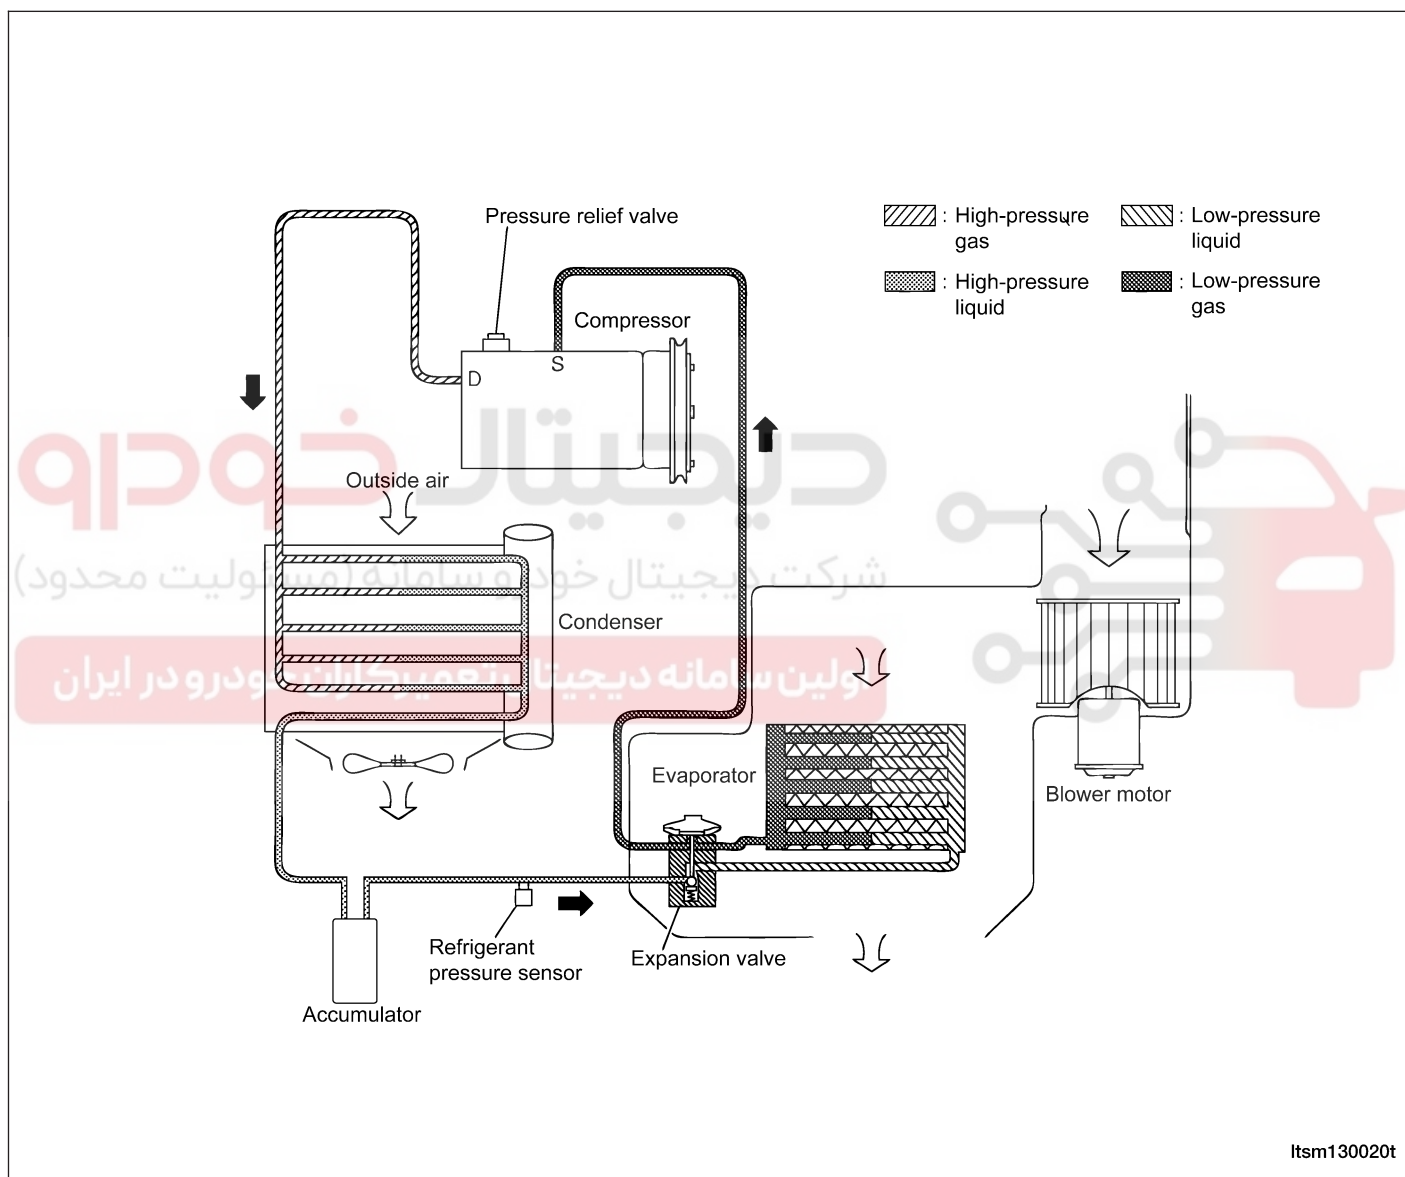 Pressure relief valve
: High-pressure
gas
: Low-pressure
liquid
: High-pressure
liquid
: Low-pressure
gas
Compressor
S
D
دیجیتال خودرو
Outside air
شرکت دیجیتال خودرو سامانه (مسئولیت محدود)
Condenser
اولین سامانه دیجیتال تعمیرکاران خودرو در ایران
Evaporator
Blower motor
Refrigerant
pressure sensor
Expansion valve
Accumulator
ltsm130020t